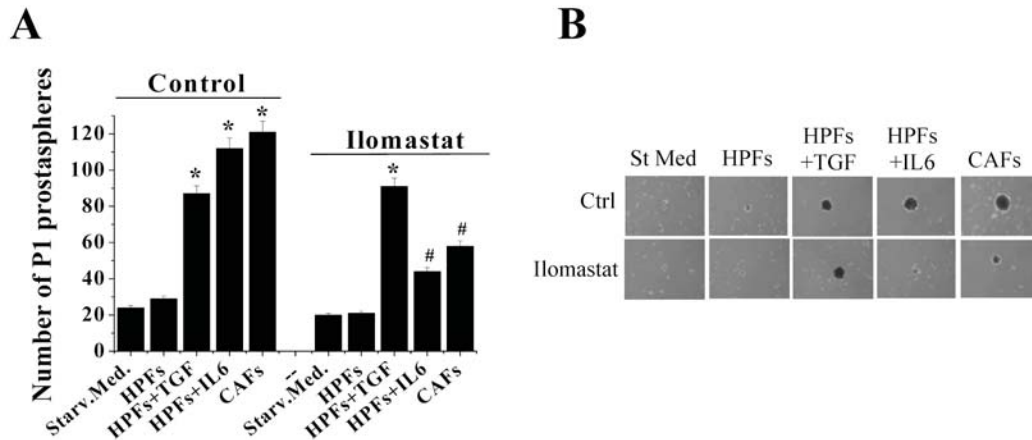 A
Number of P1 prostaspheres
120
100
80
60
40
20
0
Control
*
*
*
Ilomastat
*
#
#
Starv.Med.
HPFs
HPFs+TGF
HPFs+IL6
CAFs
--
Starv.Med.
HPFs
HPFs+TGF
HPFs+IL6
CAFs
B
St Med
HPFs
HPFs
+TGF
HPFs
+IL6
CAFs
Ctrl
Ilomastat